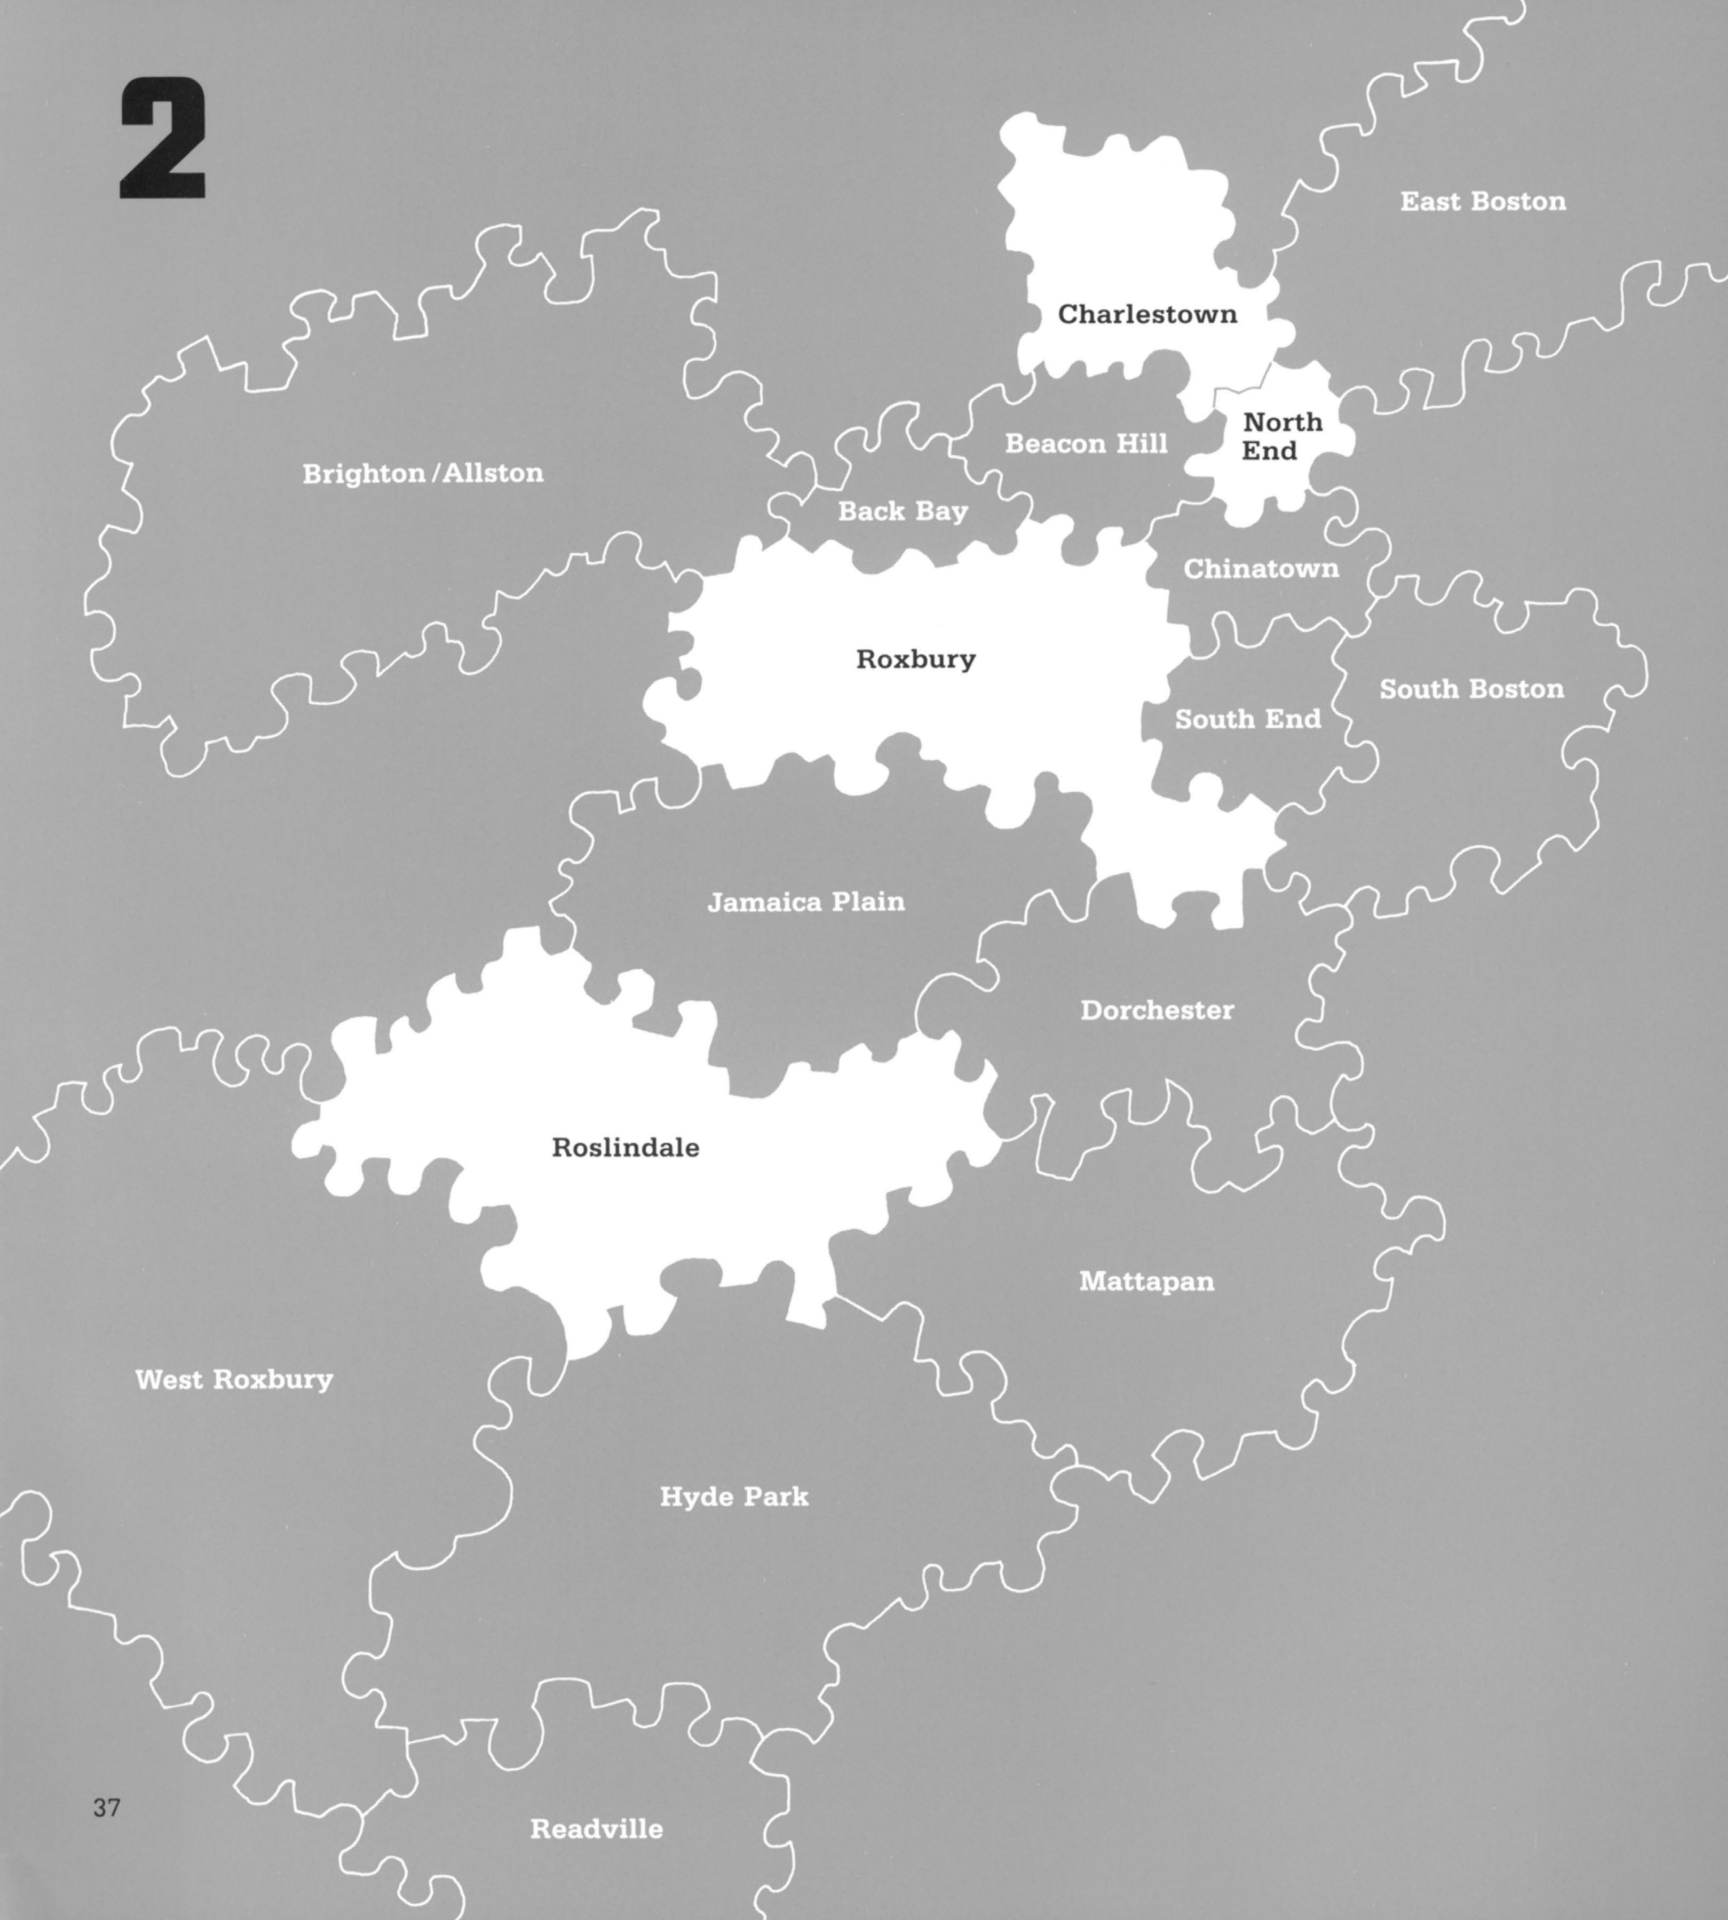 2
East Boston
Charlestown
North
End
Beacon Hill
Brighton/Allston
Back Bay
Chinatown
Roxbury
South Boston
South End
Jamaica Plain
Dorchester
Roslindale
Mattapan
West Roxbury
Hyde Park
37
Readville